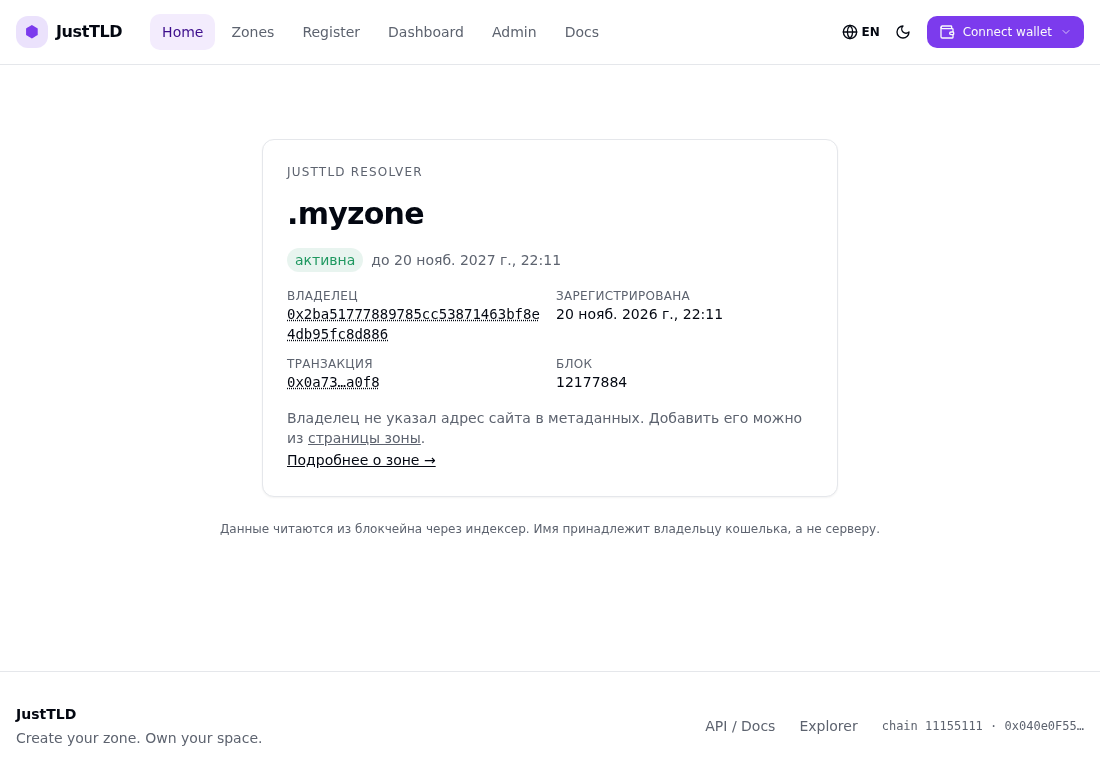 JustTLD Home Zones Register Dashboard Admin Docs EN Connect wallet
JUSTTLD RESOLVER
.myzone
активна до 20 нояб. 2027 г., 22:11
ВЛАДЕЛЕЦ ЗАРЕГИСТРИРОВАНА
0x2ba51777889785cc53871463bf8e 20 нояб. 2026 г., 22:11
4db95fc8d886
ТРАНЗАКЦИЯ БЛОК
0x0a73…a0f8 12177884
Владелец не указал адрес сайта в метаданных. Добавить его можно
из страницы зоны.
Подробнее о зоне →
Данные читаются из блокчейна через индексер. Имя принадлежит владельцу кошелька, а не серверу.
JustTLD
Create your zone. Own your space.
API / Docs Explorer chain 11155111 · 0x040e0F55…